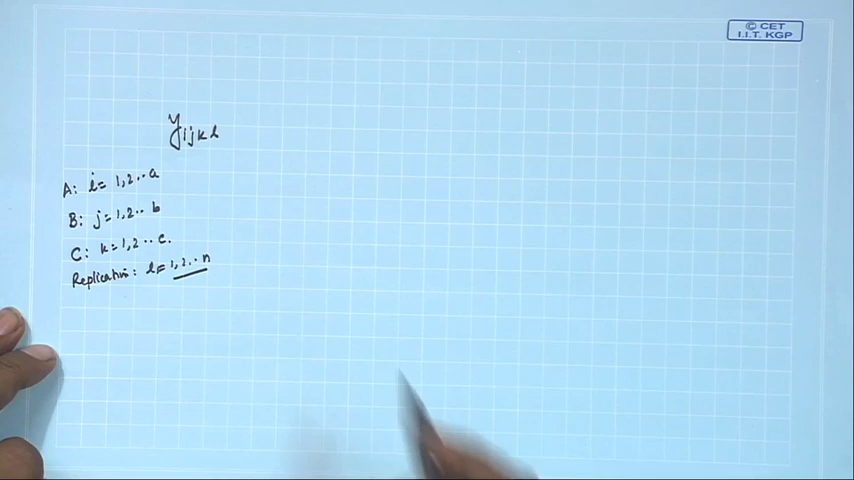 © CET
I.I.T. KGP
yijkl
A: i= 1,2..a
B: j= 1,2.. b
C: k=1,2..c.
Replication: l= 1,2..n